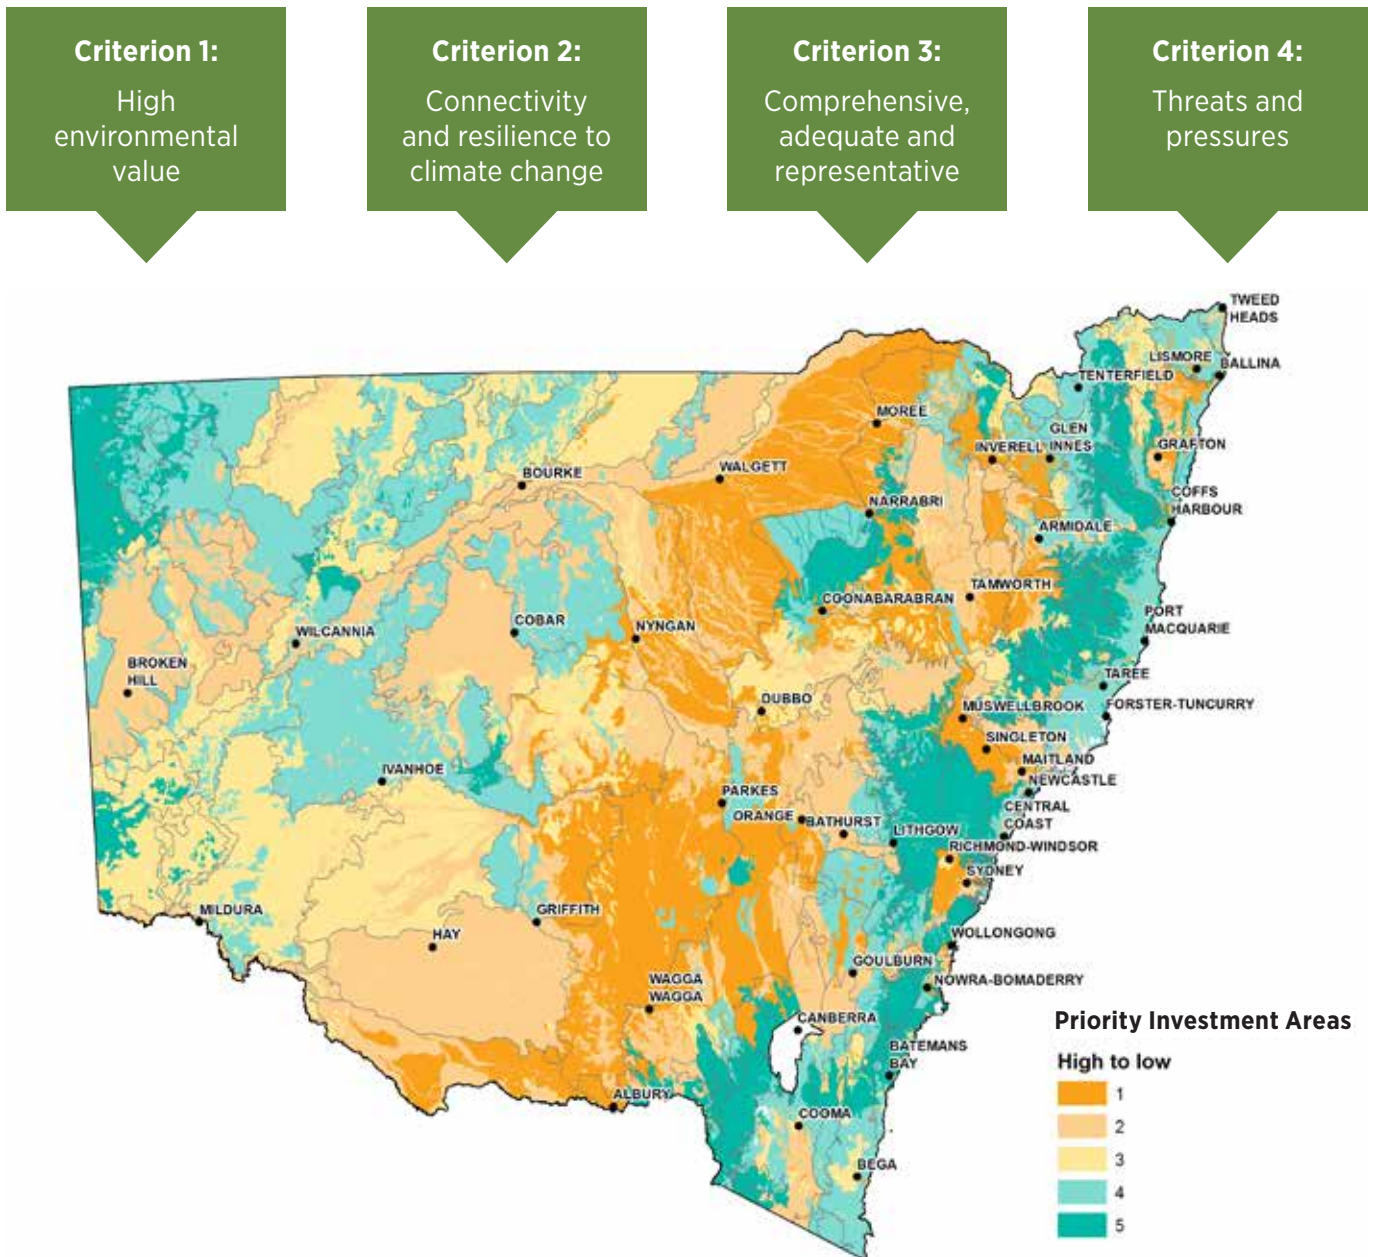 Criterion 1:
High
environmental
value
Criterion 2:
Connectivity
and resilience to
climate change
Criterion 3:
Comprehensive,
adequate and
representative
Criterion 4:
Threats and
pressures
TWEED
HEADS
LISMORE
BALLINA
TENTERFIELD
MOREE
GLEN
INNES
INVERELL
GRAFTON
WALGETT
BOURKE
NARRABRI
COFFS
HARBOUR
ARMIDALE
TAMWORTH
COONABARABRAN
PORT
MACQUARIE
COBAR
NYNGAN
WILCANNIA
BROKEN
HILL
TAREE
DUBBO
MUSWELLBROOK
FORSTER-TUNCURRY
SINGLETON
MAITLAND
NEWCASTLE
IVANHOE
PARKES
CENTRAL
COAST
ORANGE
BATHURST
LITHGOW
RICHMOND-WINDSOR
SYDNEY
MILDURA
GRIFFITH
HAY
WOLLONGONG
GOULBURN
NOWRA-BOMADERRY
WAGGA
WAGGA
CANBERRA
BATEMANS
BAY
ALBURY
COOMA
BEGA
Priority Investment Areas
High to low
1
2
3
4
5